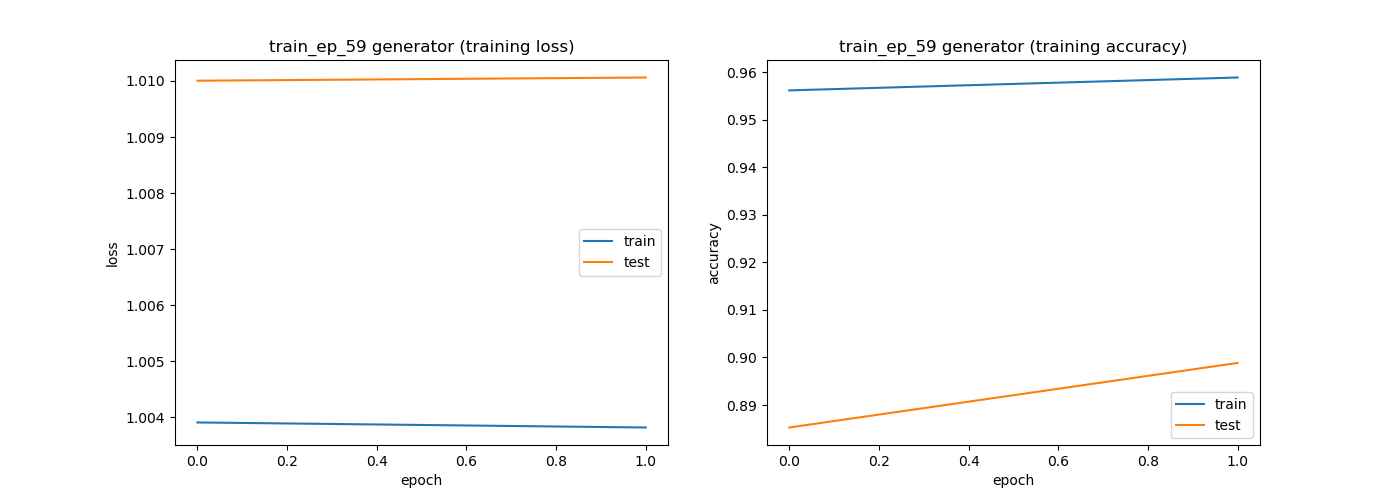 train_ep_59 generator (training loss)
1.010
1.009
1.008
1.007
1.006
1.005
1.004
loss
train
test
0.0 0.2 0.4 0.6 0.8 1.0
epoch
train_ep_59 generator (training accuracy)
0.96
0.95
0.94
0.93
0.92
0.91
0.90
0.89
accuracy
train
test
0.0 0.2 0.4 0.6 0.8 1.0
epoch